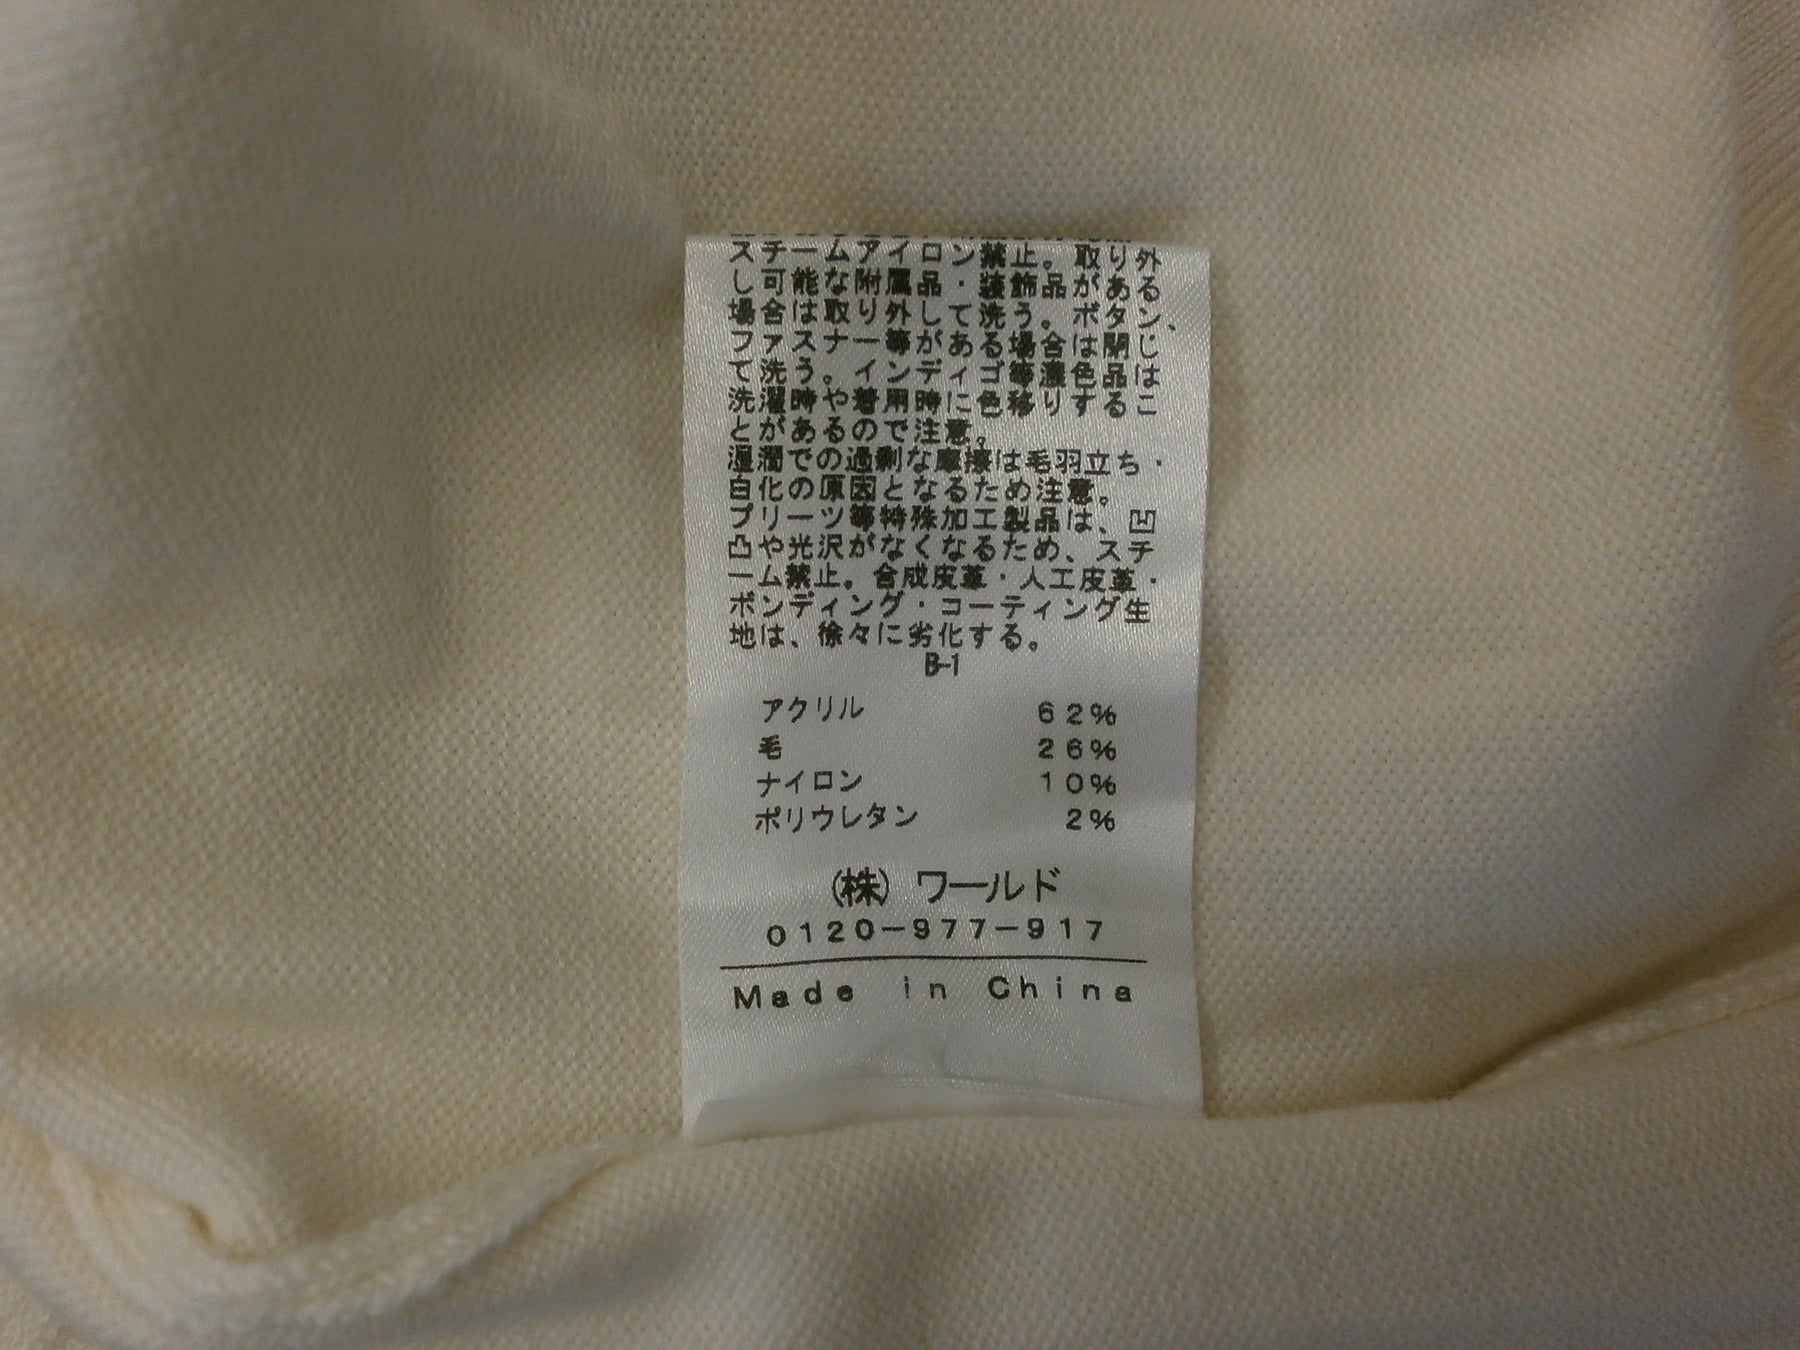 スチームアイロン禁止。取り外
し可能な附属品・装飾品がある
場合は取り外して洗う。ボタン、
ファスナー等がある場合は閉じ
て洗う。インディゴ等濃色品は
洗濯時や着用時に色移りするこ
とがあるので注意。
湿潤での過剰な摩擦は毛羽立ち・
白化の原因となるため注意。
プリーツ等特殊加工製品は、凹
凸や光沢がなくなるため、スチ
ーム禁止。合成皮革・人工皮革・
ボンディング・コーティング生
地は、徐々に劣化する。
B-1
アクリル 62%
毛 26%
ナイロン 10%
ポリウレタン 2%
(株) ワールド
0120-977-917
Made in China